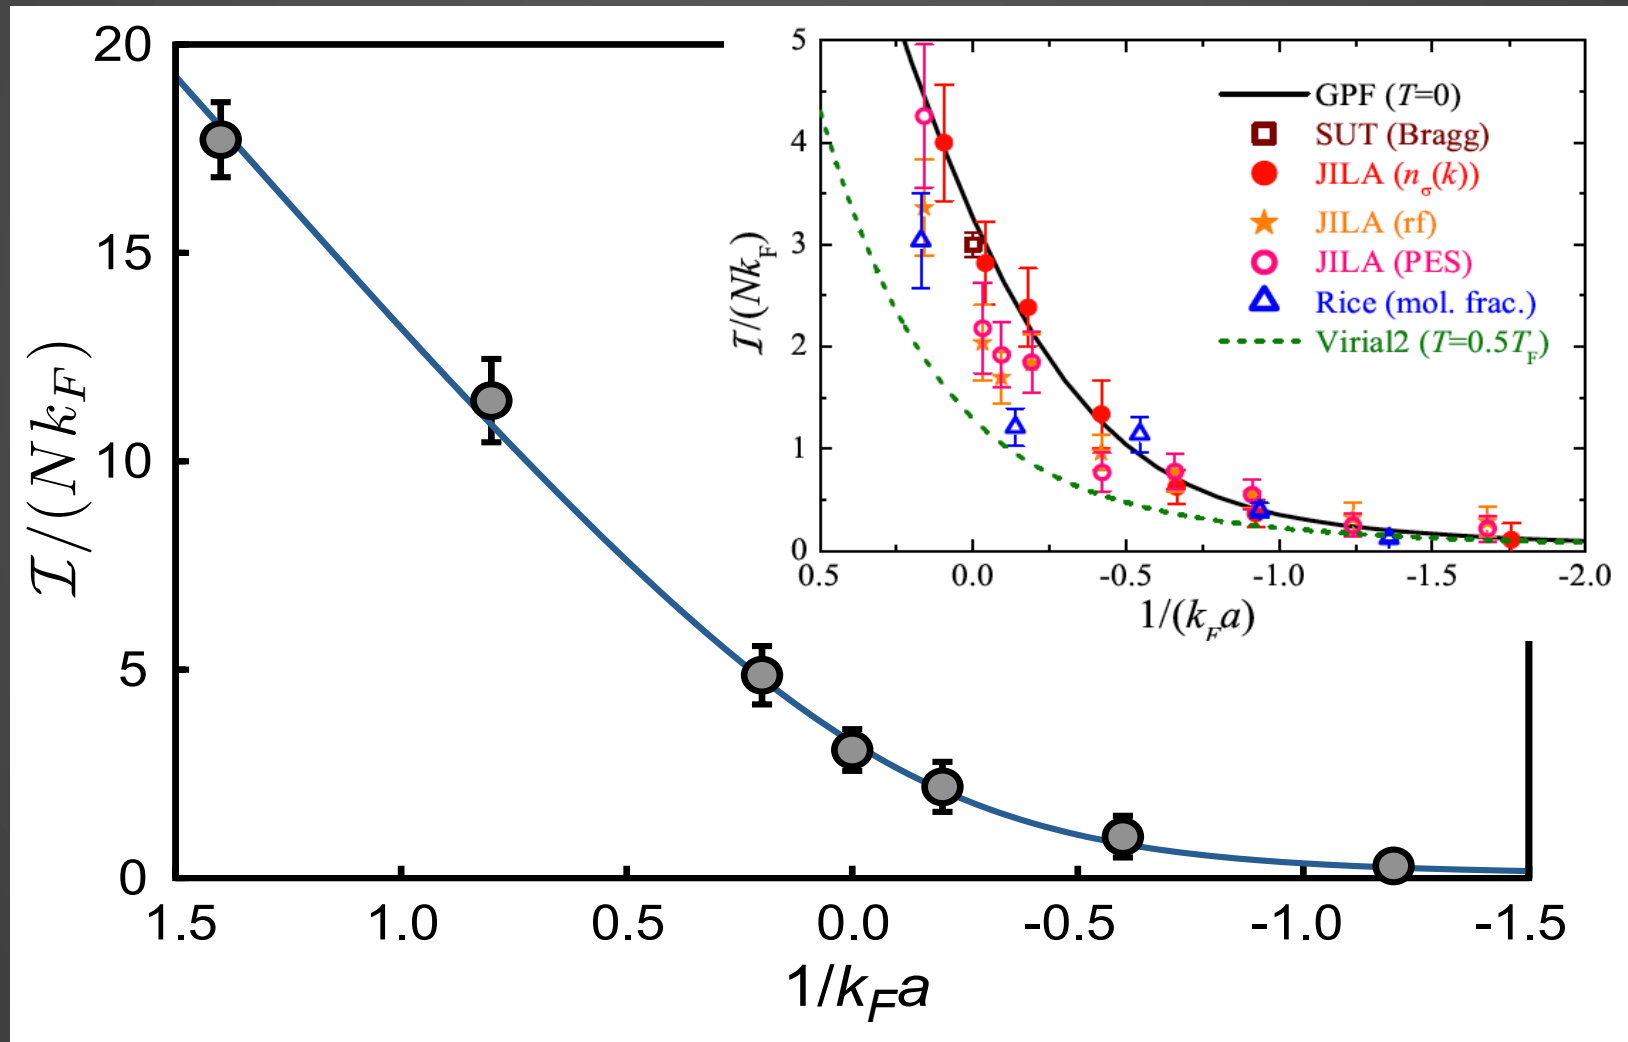 20
15
10
5
0
1.5 1.0 0.5 0.0 -0.5 -1.0 -1.5
1/k_F a
ℐ/(Nk_F)
5
4
3
2
1
0
0.5 0.0 -0.5 -1.0 -1.5 -2.0
1/(k_F a)
ℐ/(Nk_F)
GPF (T=0)
SUT (Bragg)
JILA (n_σ(k))
JILA (rf)
JILA (PES)
Rice (mol. frac.)
Virial2 (T=0.5T_F)